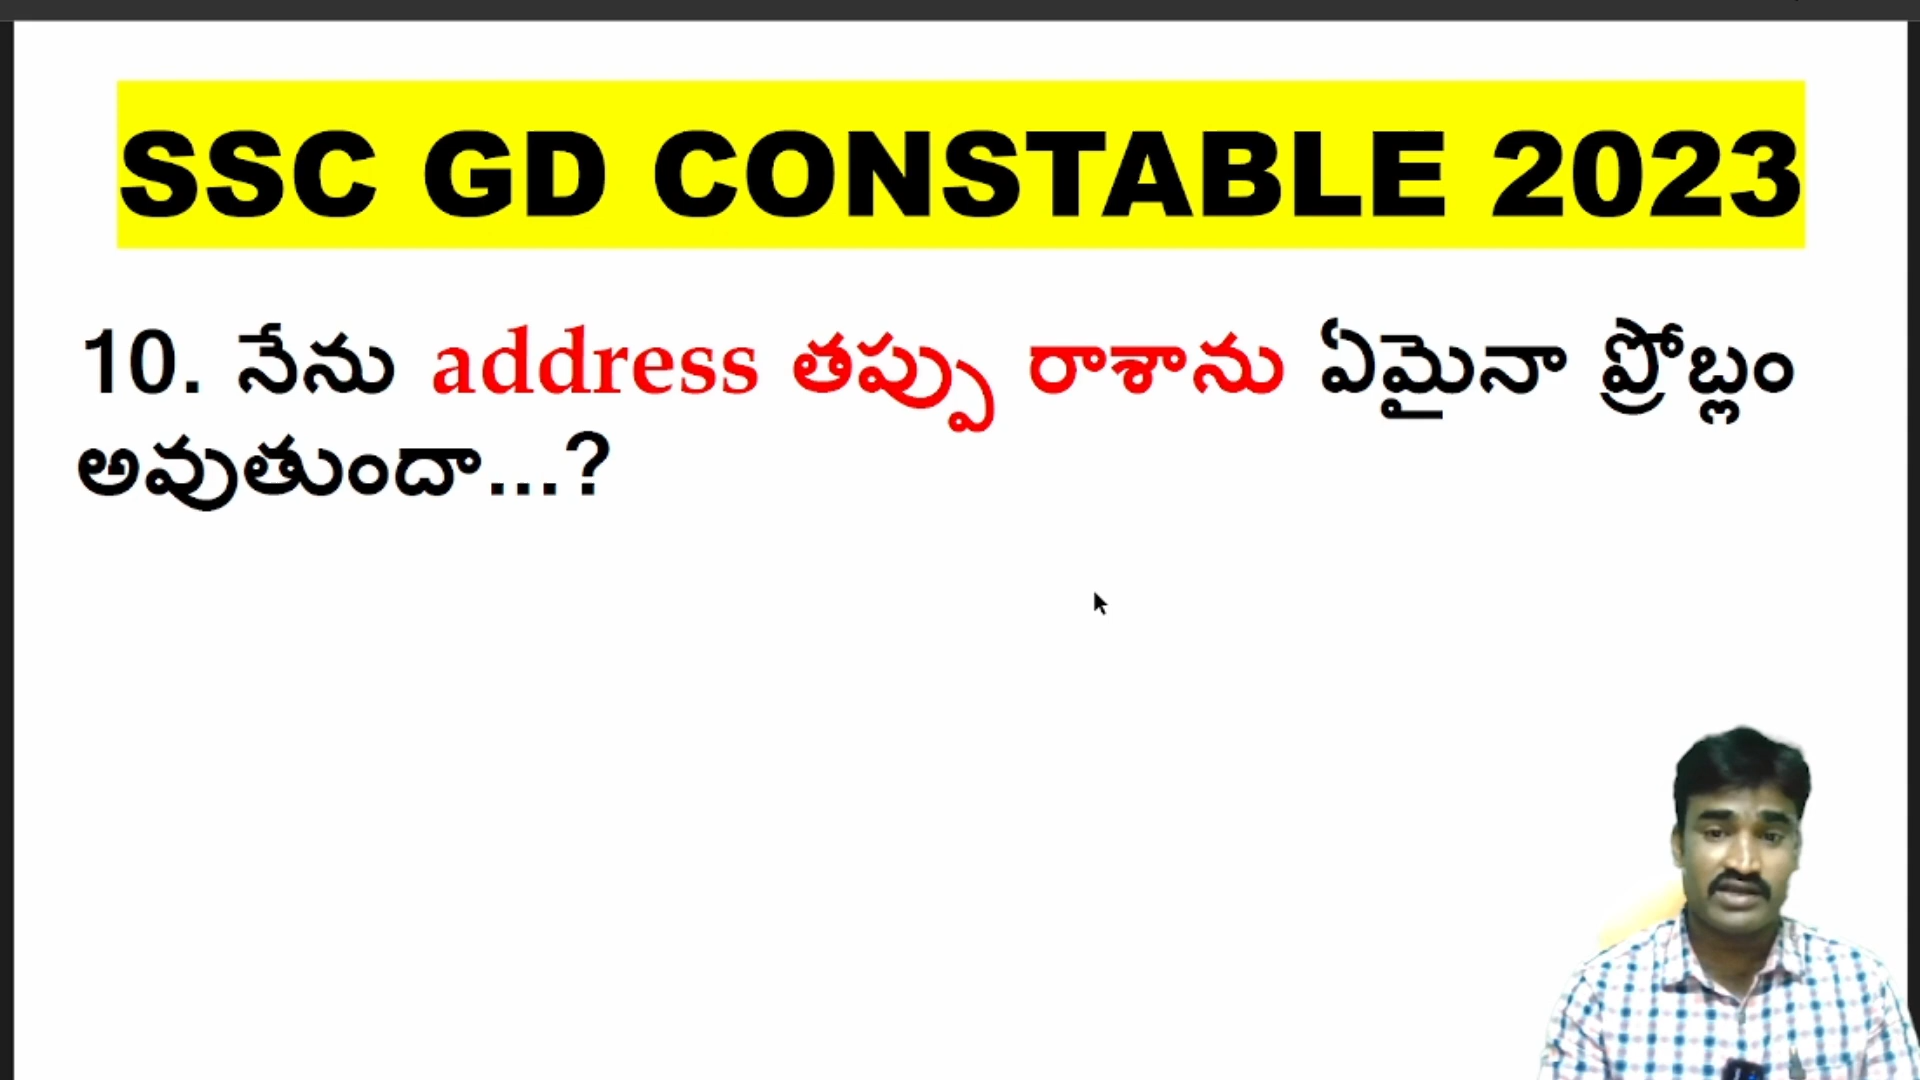 SSC GD CONSTABLE 2023
10. నేను address తప్పు రాశాను ఏమైనా ప్రోబ్లం
అవుతుందా...?